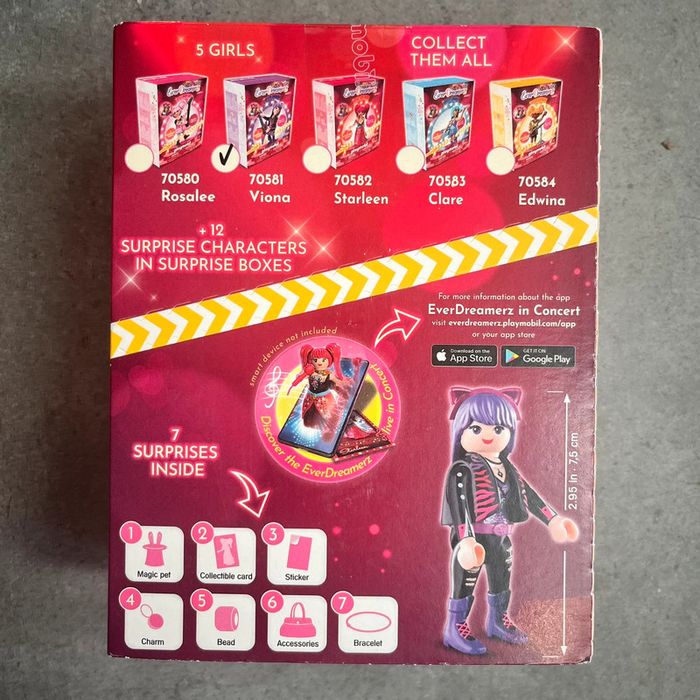 5 GIRLS
COLLECT
THEM ALL
70580
Rosalee
70581
Viona
70582
Starleen
70583
Clare
70584
Edwina
+ 12
SURPRISE CHARACTERS
IN SURPRISE BOXES
For more information about the app
EverDreamerz in Concert
visit everdreamerz.playmobil.com/app
or your app store
Download on the
App Store
GET IT ON
Google Play
smart device not included
Discover the EverDreamerz
live in Concert
7
SURPRISES
INSIDE
1
Magic pet
2
Collectible card
3
Sticker
4
Charm
5
Bead
6
Accessories
7
Bracelet
2.95 in · 7,5 cm